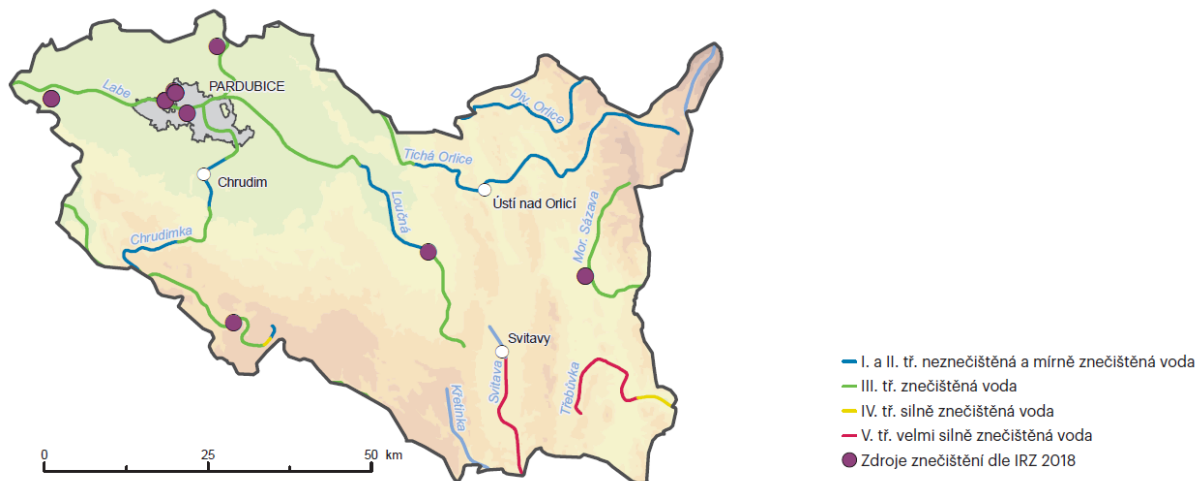 PARDUBICE
Labe
Div. Orlice
Tichá Orlice
Chrudim
Ústí nad Orlicí
Loučná
Chrudimka
Mor. Sázava
Svitavy
Svitava
Křetínka
Třebůvka
0 25 50 km
I. a II. tř. neznečištěná a mírně znečištěná voda
III. tř. znečištěná voda
IV. tř. silně znečištěná voda
V. tř. velmi silně znečištěná voda
Zdroje znečištění dle IRZ 2018